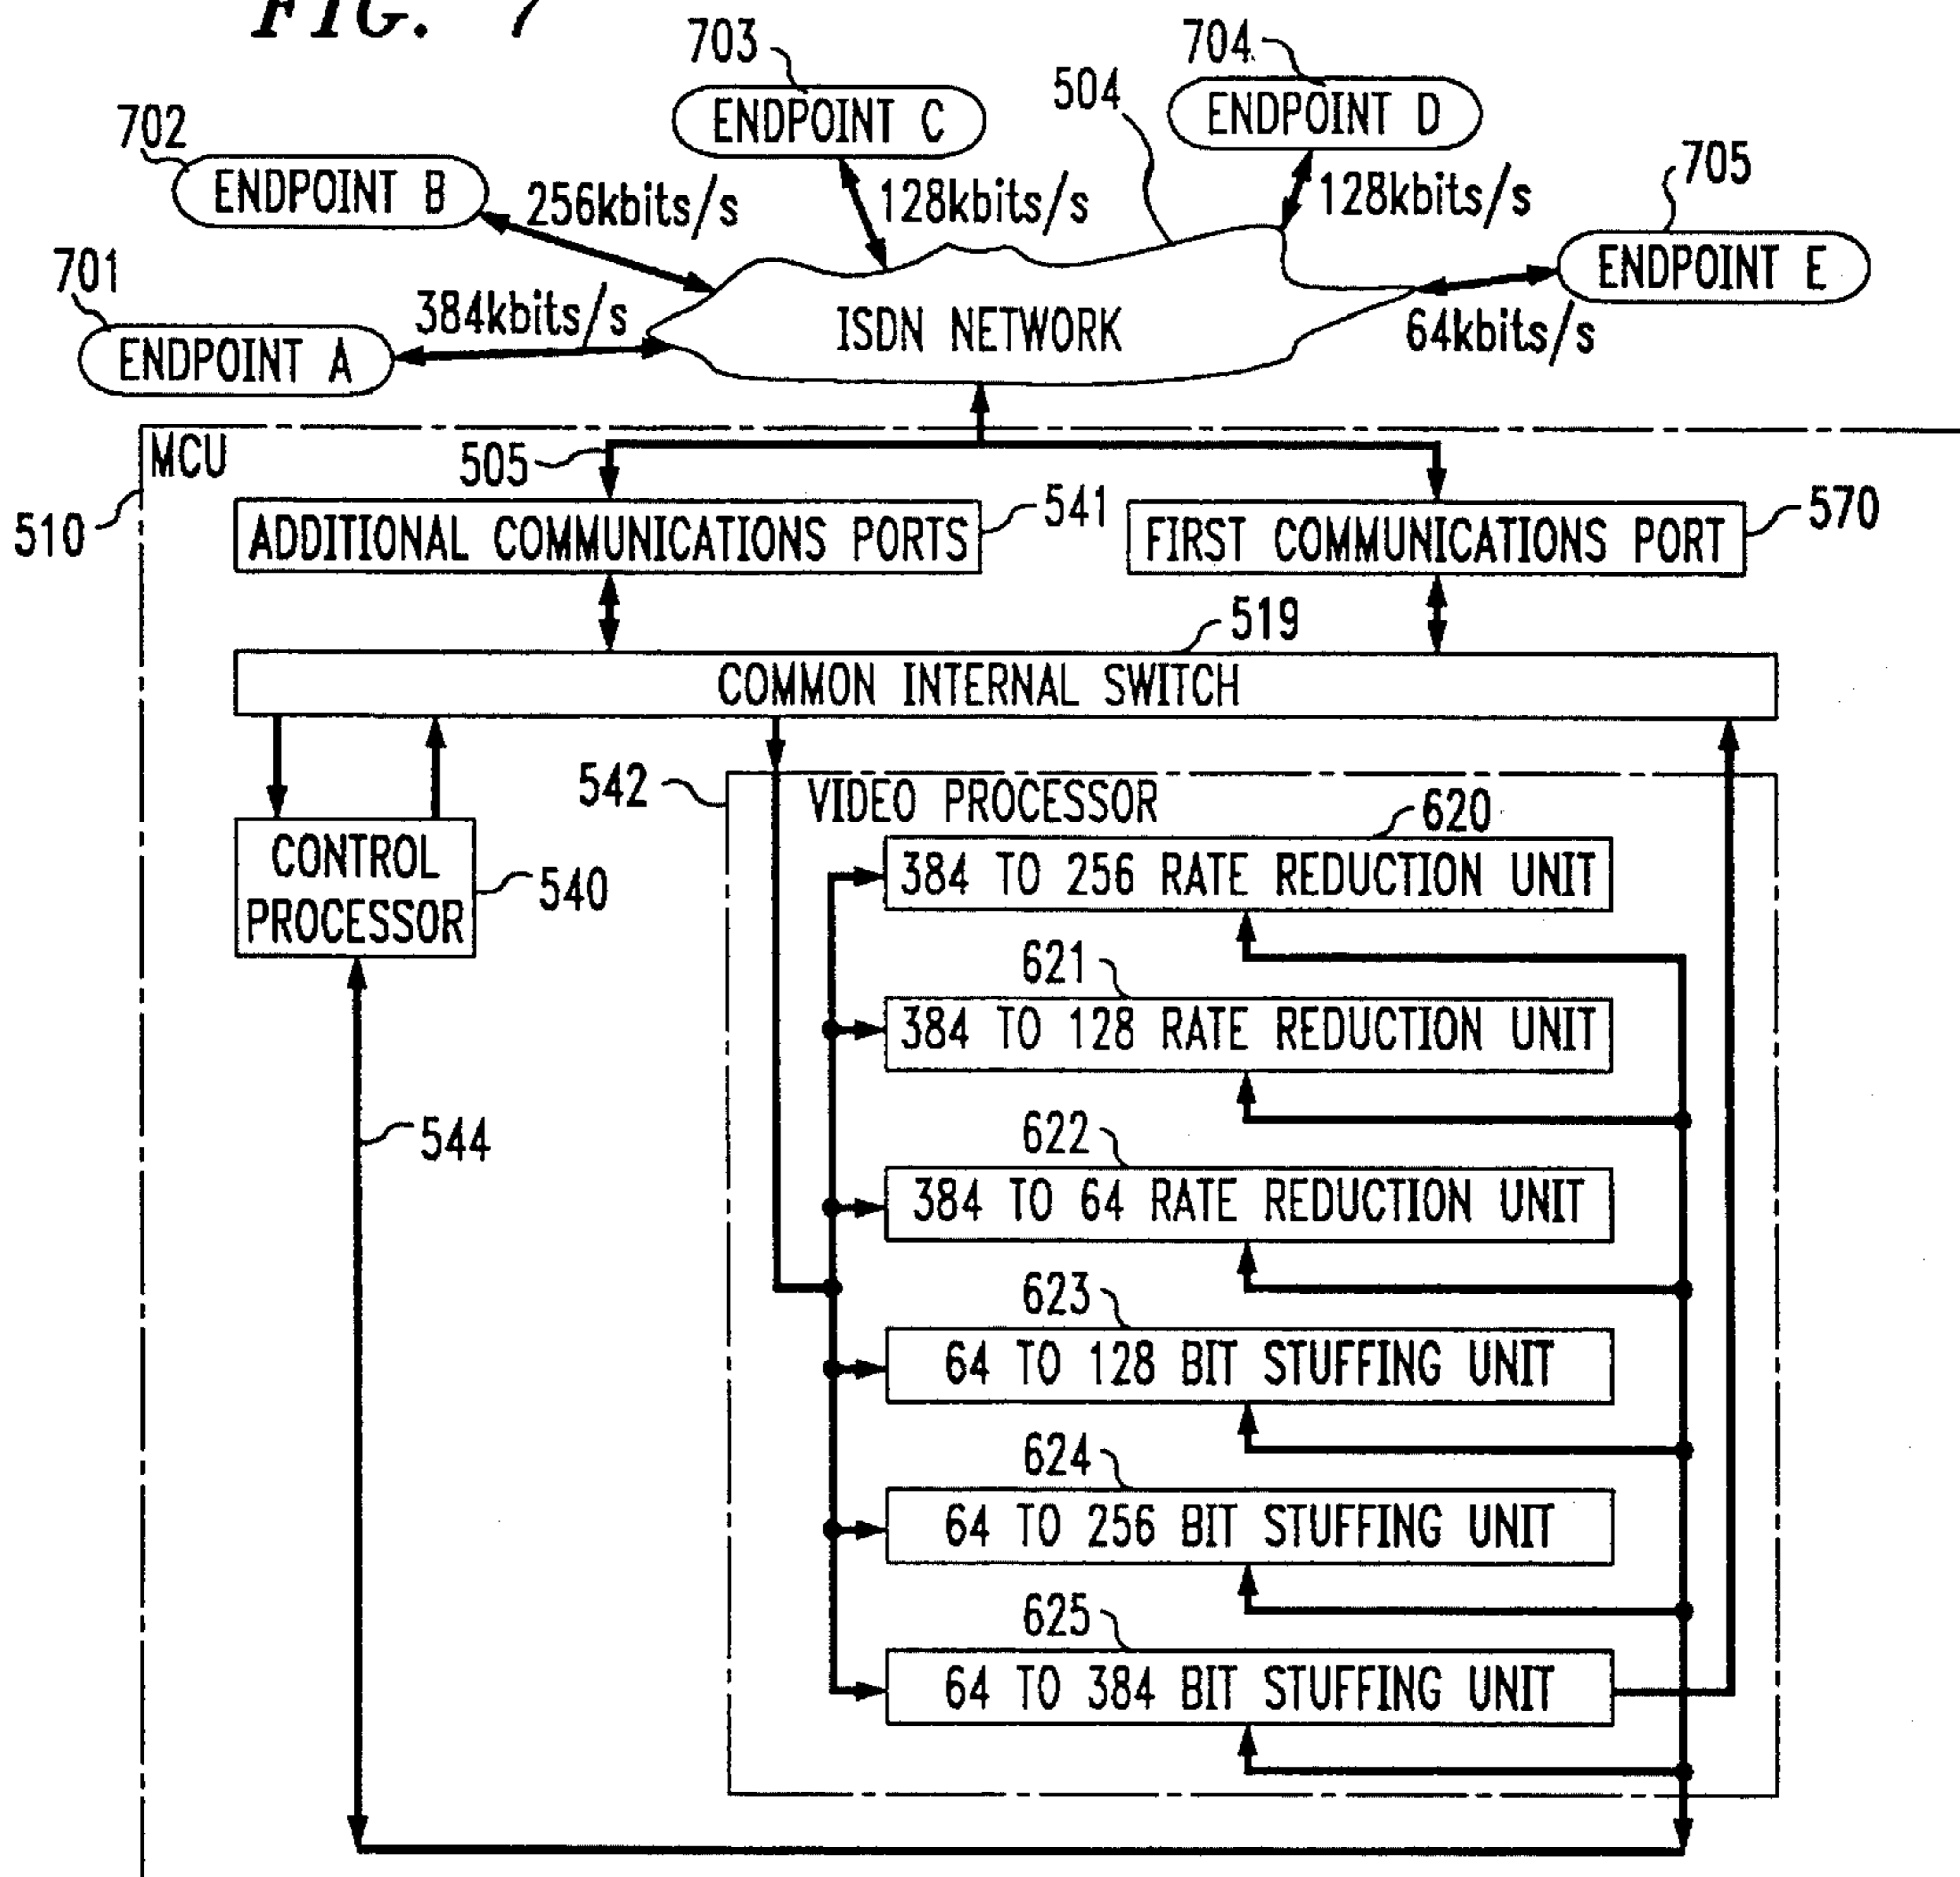 FIG. 7
703
704
504
702
ENDPOINT C
ENDPOINT D
705
ENDPOINT B
256kbits/s
128kbits/s
128kbits/s
701
ENDPOINT E
384kbits/s
ISDN NETWORK
64kbits/s
ENDPOINT A
MCU
505
510
541
570
ADDITIONAL COMMUNICATIONS PORTS
FIRST COMMUNICATIONS PORT
519
COMMON INTERNAL SWITCH
542
VIDEO PROCESSOR
620
CONTROL
PROCESSOR
540
384 TO 256 RATE REDUCTION UNIT
621
384 TO 128 RATE REDUCTION UNIT
544
622
384 TO 64 RATE REDUCTION UNIT
623
64 TO 128 BIT STUFFING UNIT
624
64 TO 256 BIT STUFFING UNIT
625
64 TO 384 BIT STUFFING UNIT